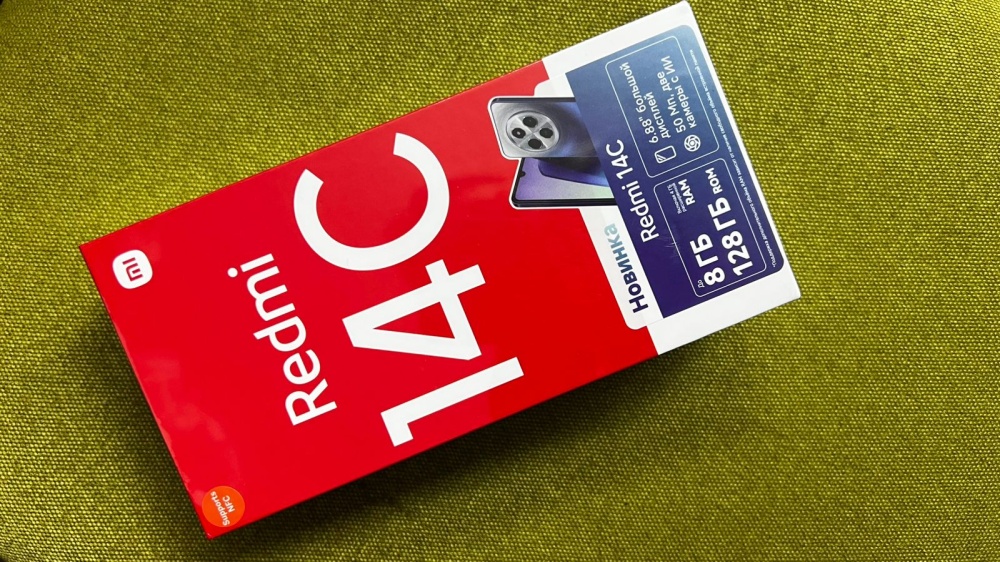 mi
Redmi
14C
Supports
NFC
Новинка
Redmi 14C
6.88" большой
дисплей
50 Мп, две
камеры с ИИ
До
8 ГБ RAM
128 ГБ ROM